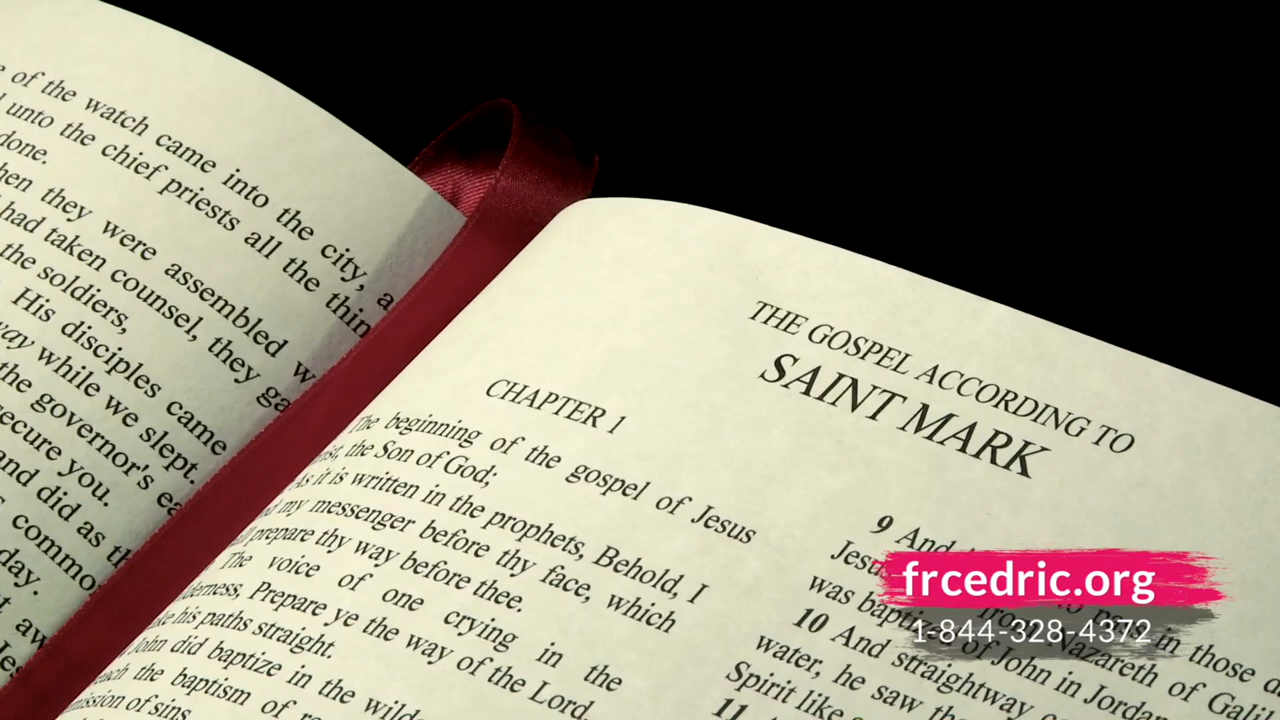 of the watch came into the city,
unto the chief priests all the
done.
they were assembled
had taken counsel, they
the soldiers,
His disciples came
while we slept.
the governor's
secure you.
and did as
day.
THE GOSPEL ACCORDING TO
SAINT MARK
CHAPTER 1
The beginning of the gospel of Jesus
the Son of God;
As it is written in the prophets, Behold, I
my messenger before thy face, which
prepare thy way before thee.
The voice of one crying in the
Prepare ye the way of the Lord,
his paths straight.
John did baptize in the
the baptism of
of sins.
9 And
was
of John in Jordan
from Nazareth of
in those
10 And straightway
water, he saw
Spirit like
11
frcedric.org
1-844-328-4372